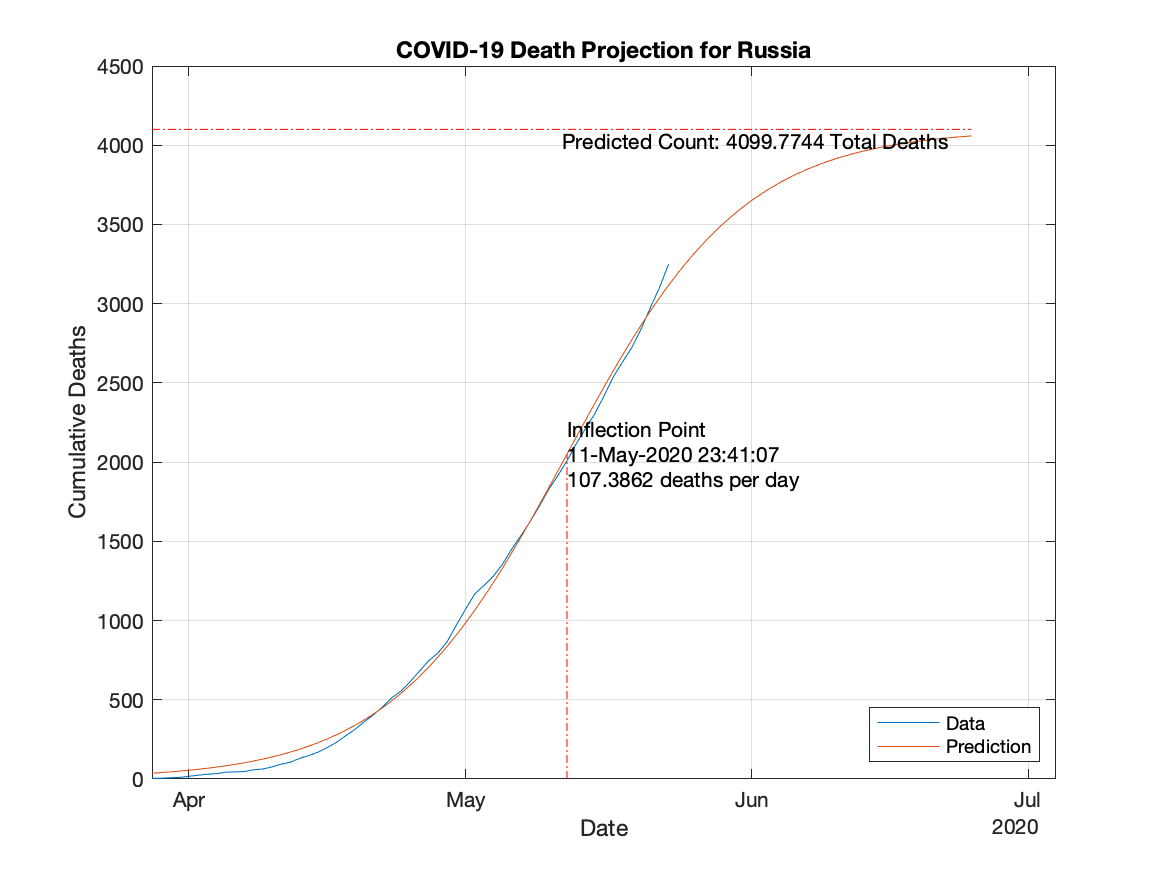 COVID-19 Death Projection for Russia
4500
4000
3500
3000
2500
2000
1500
1000
500
0
Cumulative Deaths
Predicted Count: 4099.7744 Total Deaths
Inflection Point
11-May-2020 23:41:07
107.3862 deaths per day
Data
Prediction
Apr May Jun Jul
2020
Date